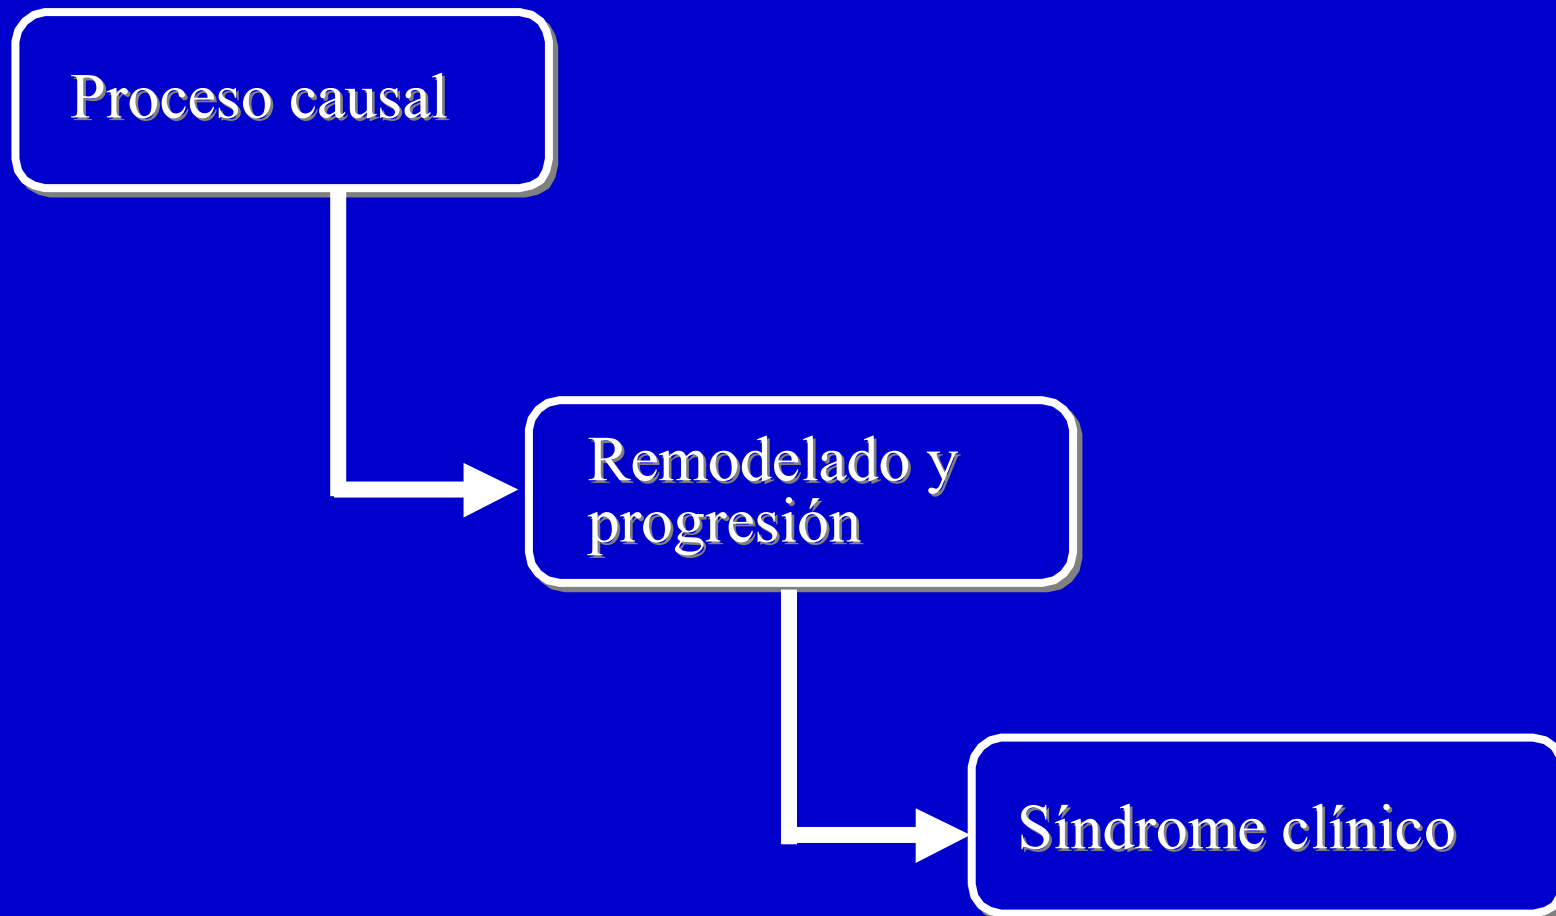 Proceso causal
Remodelado y
progresión
Síndrome clínico